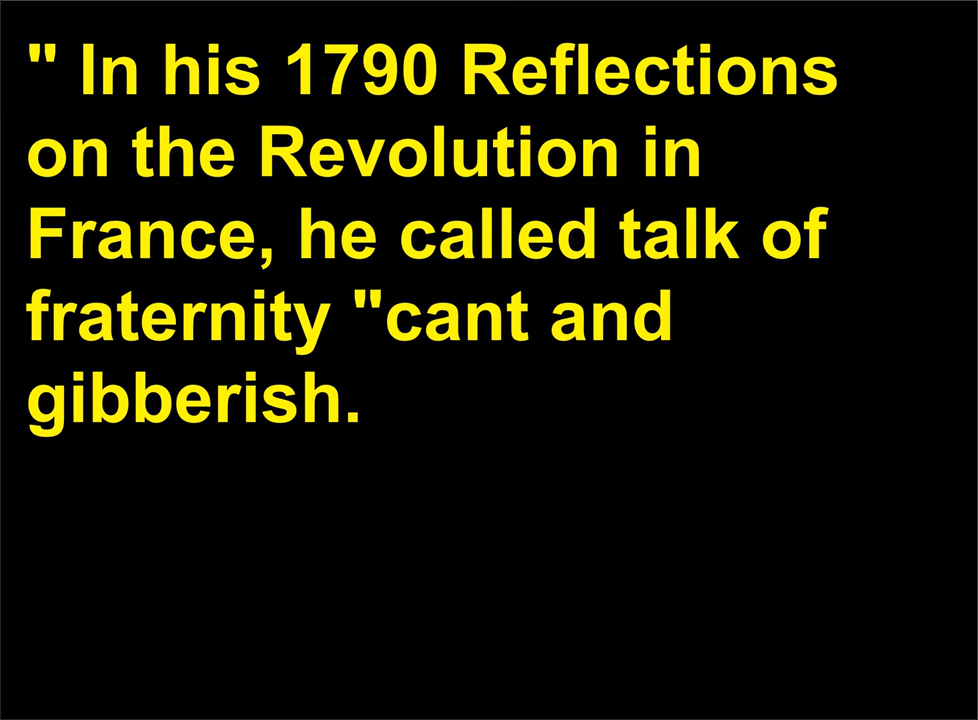 " In his 1790 Reflections
on the Revolution in
France, he called talk of
fraternity "cant and
gibberish.